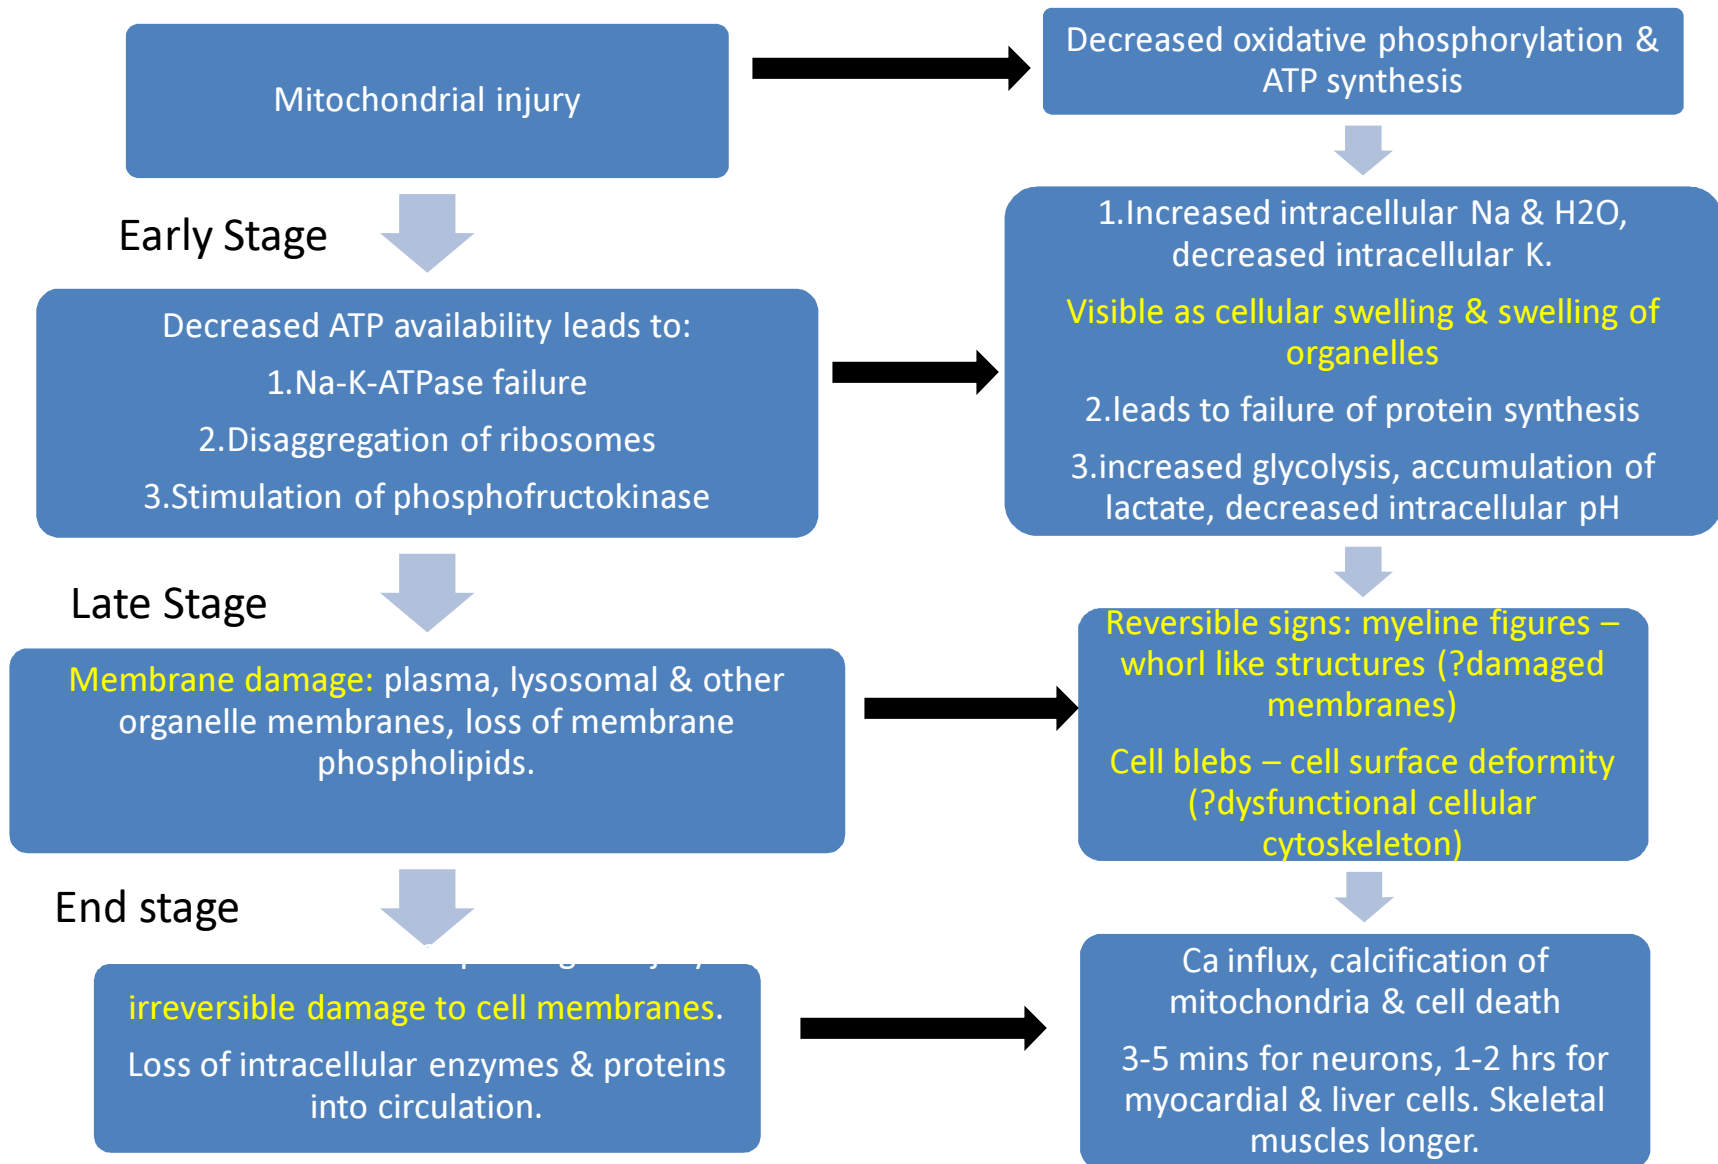 Mitochondrial injury
Decreased oxidative phosphorylation &
ATP synthesis
Early Stage
Decreased ATP availability leads to:
1.Na-K-ATPase failure
2.Disaggregation of ribosomes
3.Stimulation of phosphofructokinase
1.Increased intracellular Na & H2O,
decreased intracellular K.
Visible as cellular swelling & swelling of
organelles
2.leads to failure of protein synthesis
3.increased glycolysis, accumulation of
lactate, decreased intracellular pH
Late Stage
Membrane damage: plasma, lysosomal & other
organelle membranes, loss of membrane
phospholipids.
Reversible signs: myeline figures –
whorl like structures (?damaged
membranes)
Cell blebs – cell surface deformity
(?dysfunctional cellular
cytoskeleton)
End stage
irreversible damage to cell membranes.
Loss of intracellular enzymes & proteins
into circulation.
Ca influx, calcification of
mitochondria & cell death
3-5 mins for neurons, 1-2 hrs for
myocardial & liver cells. Skeletal
muscles longer.